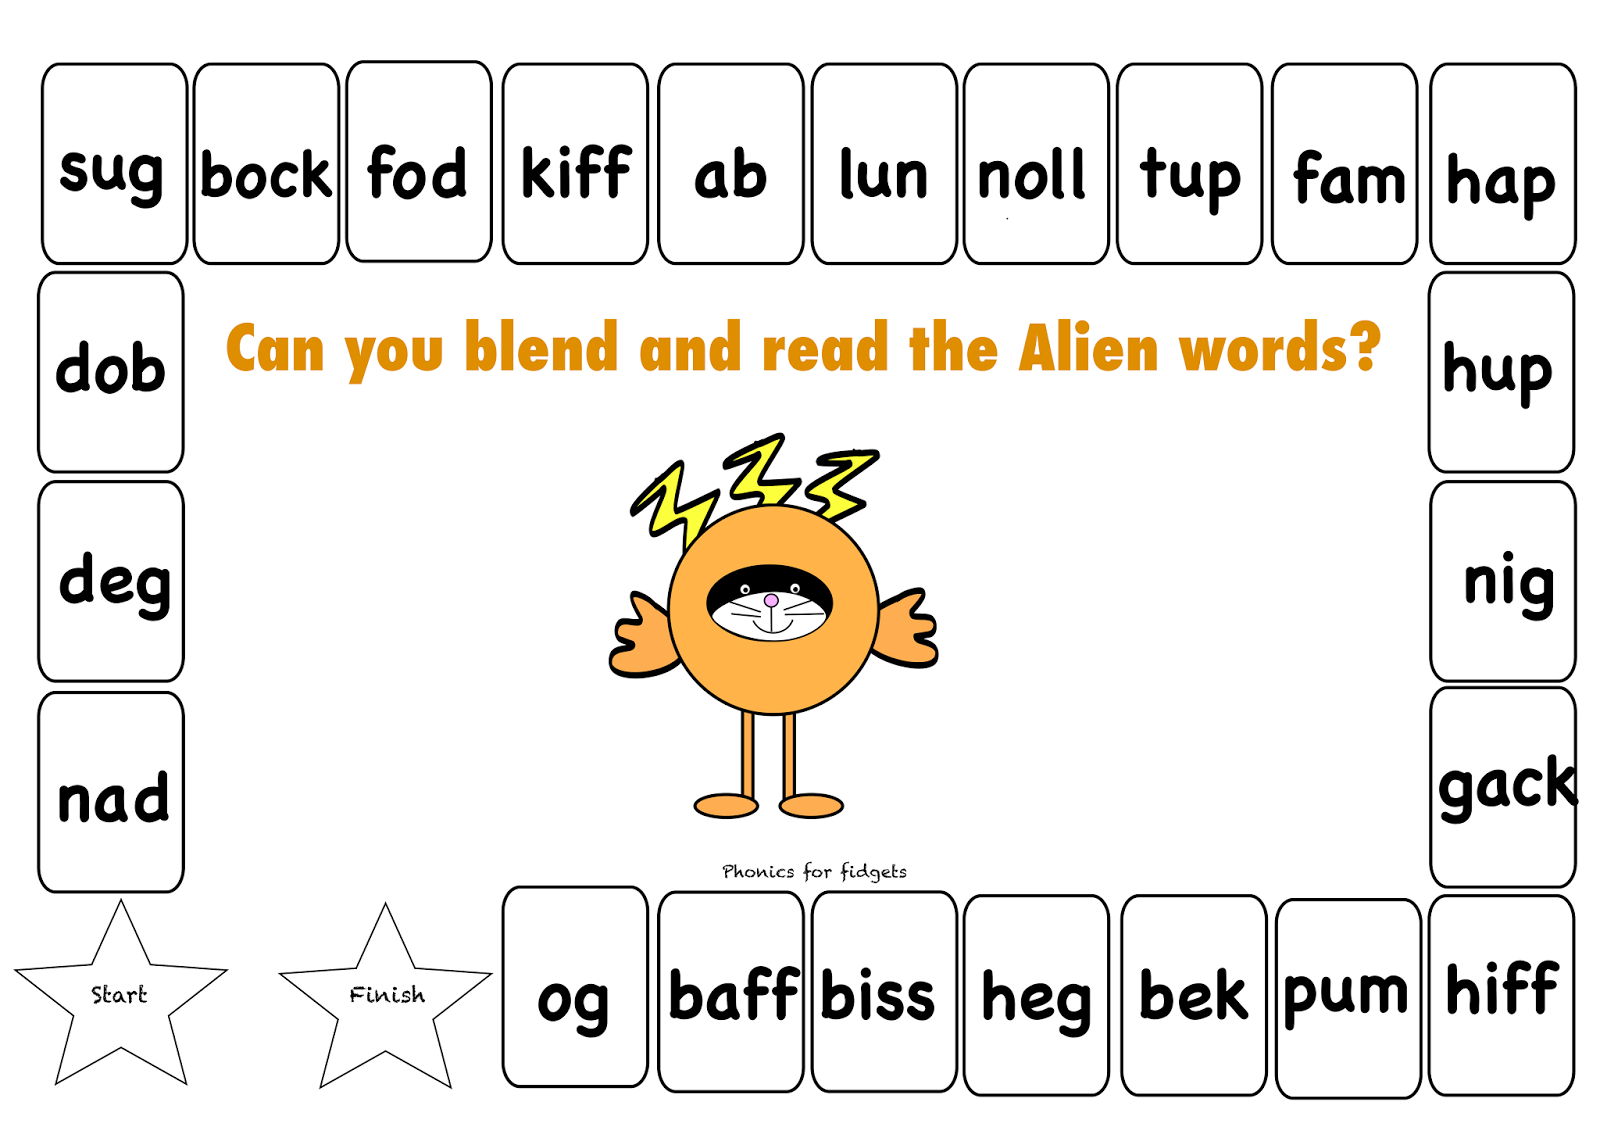 sug bock fod kiff ab lun noll tup fam hap
Can you blend and read the Alien words?
dob hup
deg nig
nad gack
Phonics for fidgets
Start Finish og baff biss heg bek pum hiff